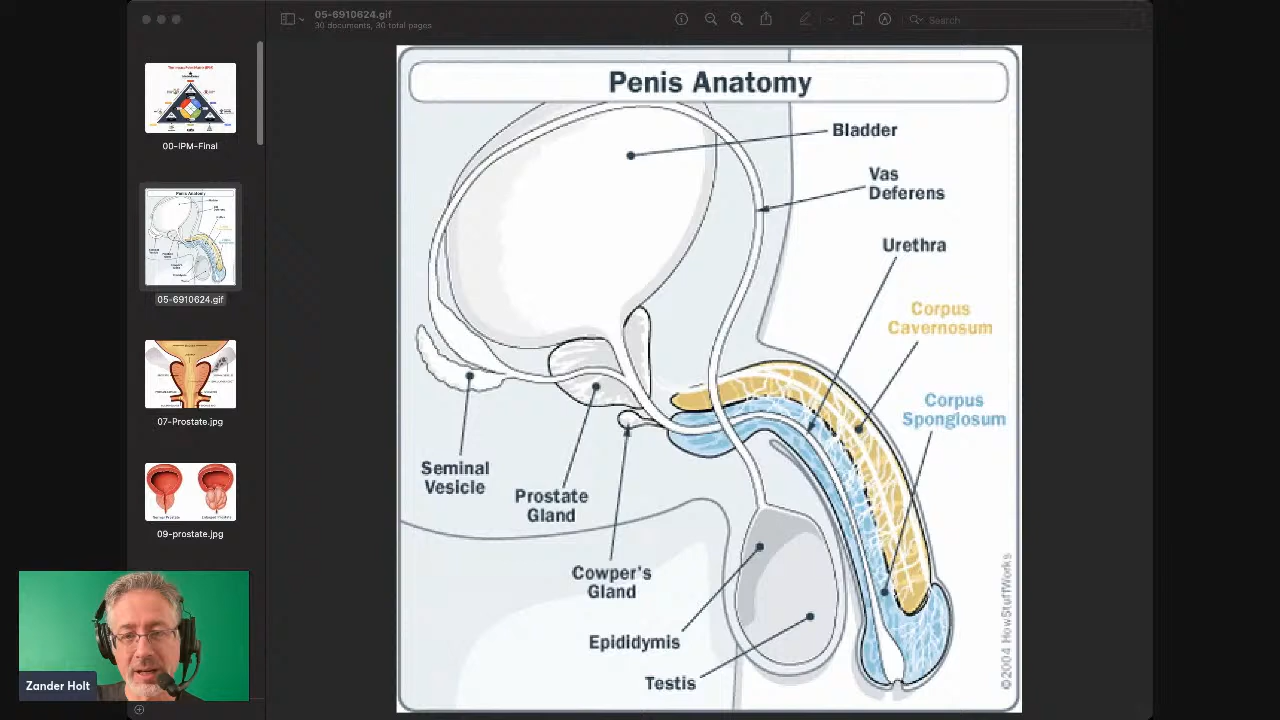 05-6910624.gif
30 documents, 30 total pages
Search
00-IPM-Final
05-6910624.gif
07-Prostate.jpg
09-prostate.jpg
Zander Holt
Penis Anatomy
Bladder
Vas
Deferens
Urethra
Corpus
Cavernosum
Corpus
Sponglosum
Seminal
Vesicle
Prostate
Gland
Cowper's
Gland
Epididymis
Testis
©2004 HowStuffWorks